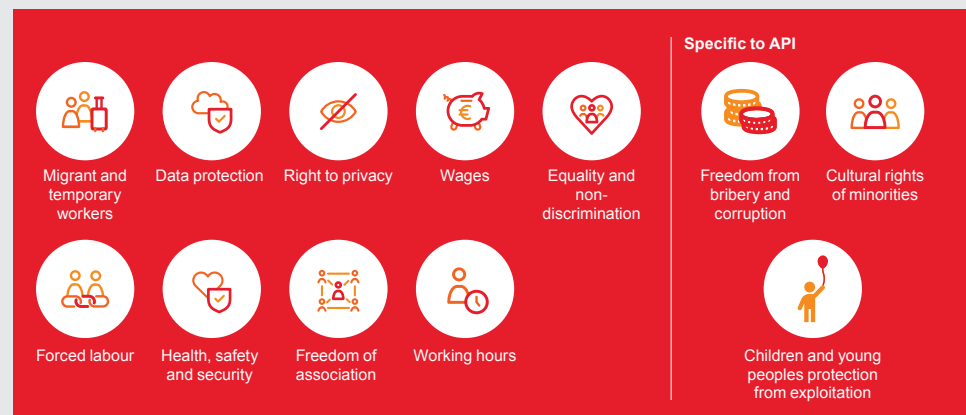 Specific to API
Migrant and
temporary
workers
Data protection
Right to privacy
€
Wages
Equality and
non-
discrimination
Freedom from
bribery and
corruption
Cultural rights
of minorities
Forced labour
Health, safety
and security
Freedom of
association
Working hours
Children and young
peoples protection
from exploitation